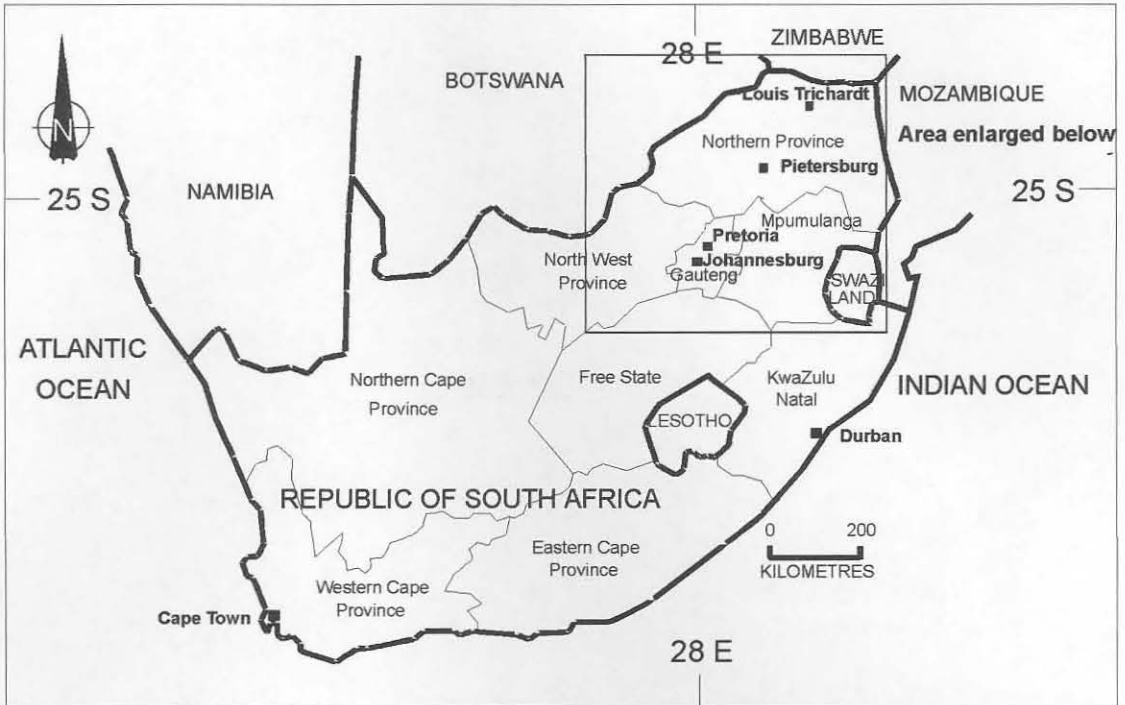 ZIMBABWE
28 E
BOTSWANA
Louis Trichardt
MOZAMBIQUE
Area enlarged below
N
Northern Province
Pietersburg
NAMIBIA
25 S
25 S
Mpumulanga
Pretoria
North West
Province
Johannesburg
Gauteng
SWAZI
LAND
ATLANTIC
OCEAN
Northern Cape
Province
Free State
KwaZulu
Natal
INDIAN OCEAN
LESOTHO
Durban
REPUBLIC OF SOUTH AFRICA
0 200
KILOMETRES
Eastern Cape
Province
Western Cape
Province
Cape Town
28 E